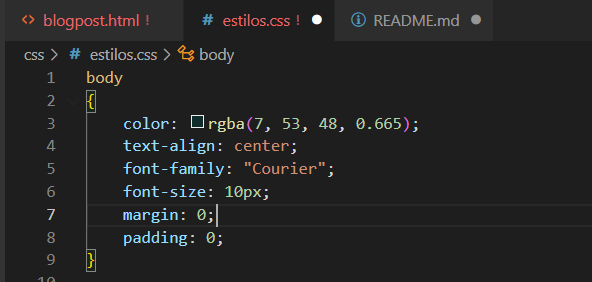 <> blogpost.html ! # estilos.css ! ● ⓘ README.md ●
css > # estilos.css > body
1 body
2 {
3 color: rgba(7, 53, 48, 0.665);
4 text-align: center;
5 font-family: "Courier";
6 font-size: 10px;
7 margin: 0;
8 padding: 0;
9 }
10